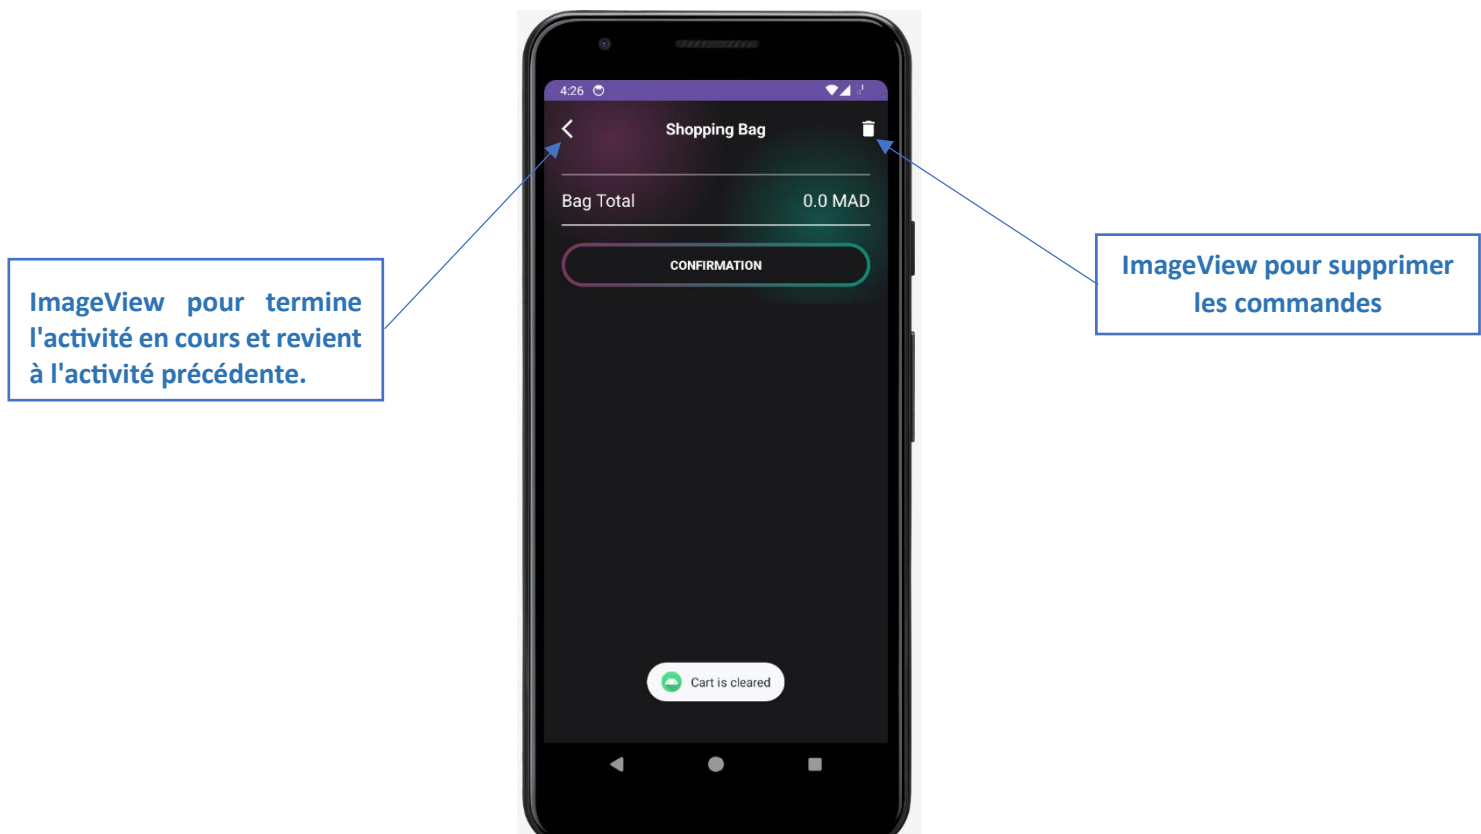 4:26
Shopping Bag
Bag Total 0.0 MAD
CONFIRMATION
ImageView pour termine
l'activité en cours et revient
à l'activité précédente.
ImageView pour supprimer
les commandes
Cart is cleared